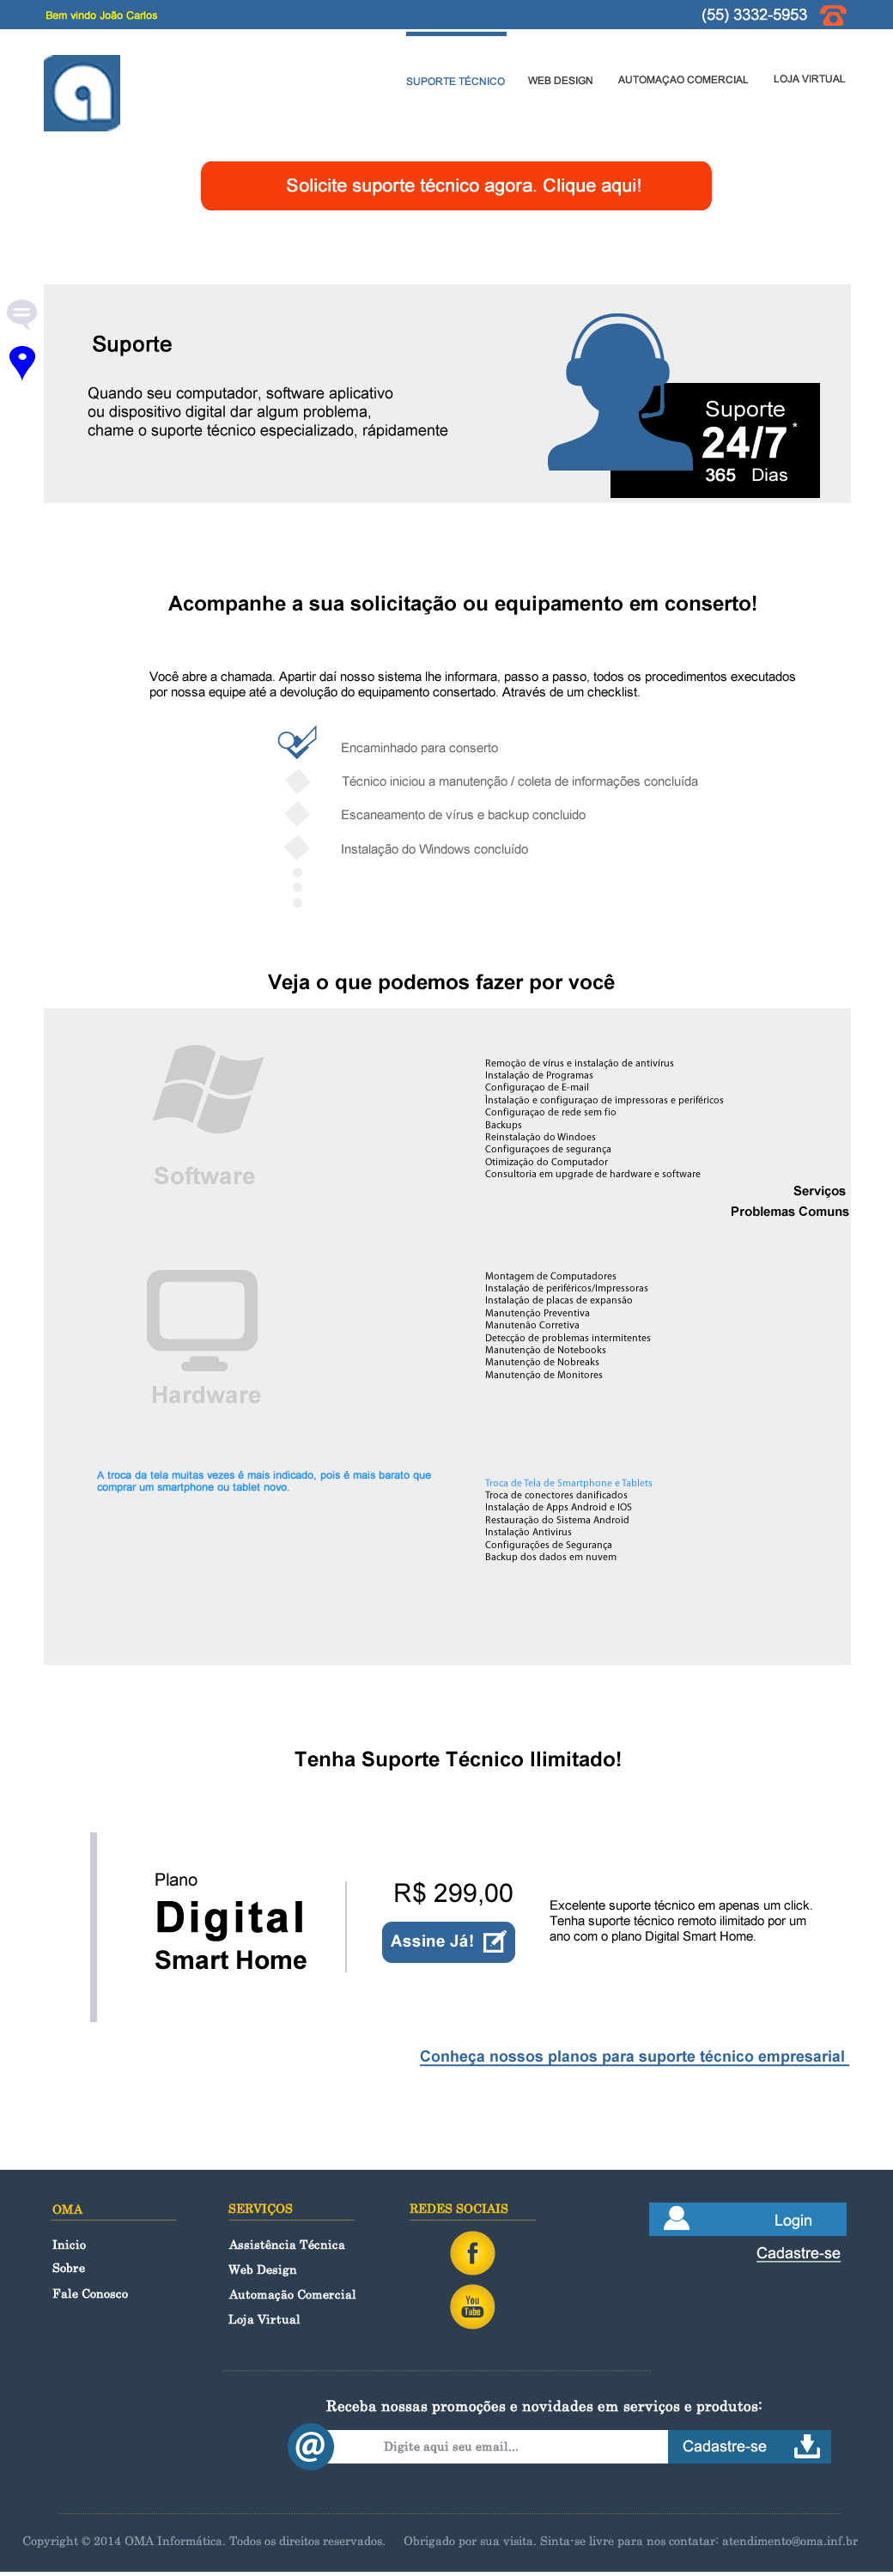 Bem vindo João Carlos
(55) 3332-5953
SUPORTE TÉCNICO
WEB DESIGN
AUTOMAÇAO COMERCIAL
LOJA VIRTUAL
Solicite suporte técnico agora. Clique aqui!
Suporte
Quando seu computador, software aplicativo
ou dispositivo digital dar algum problema,
chame o suporte técnico especializado, rápidamente
Suporte
24/7 *
365 Dias
Acompanhe a sua solicitação ou equipamento em conserto!
Você abre a chamada. Apartir daí nosso sistema lhe informara, passo a passo, todos os procedimentos executados
por nossa equipe até a devolução do equipamento consertado. Através de um checklist.
Encaminhado para conserto
Técnico iniciou a manutenção / coleta de informações concluída
Escaneamento de vírus e backup concluido
Instalação do Windows concluído
Veja o que podemos fazer por você
Software
Remoção de vírus e instalação de antivírus
Instalação de Programas
Configuraçao de E-mail
Ìnstalação e configuraçao de impressoras e periféricos
Configuraçao de rede sem fio
Backups
Reinstalação do Windoes
Configuraçoes de segurança
Otimização do Computador
Consultoria em upgrade de hardware e software
Serviços
Problemas Comuns
Hardware
Montagem de Computadores
Instalação de periféricos/Impressoras
Instalação de placas de expansão
Manutenção Preventiva
Manutenão Corretiva
Detecção de problemas intermitentes
Manutenção de Notebooks
Manutenção de Nobreaks
Manutenção de Monitores
A troca da tela muitas vezes é mais indicado, pois é mais barato que
comprar um smartphone ou tablet novo.
Troca de Tela de Smartphone e Tablets
Troca de conectores danificados
Instalação de Apps Android e IOS
Restauração do Sistema Android
Instalação Antivirus
Configurações de Segurança
Backup dos dados em nuvem
Tenha Suporte Técnico Ilimitado!
Plano
Digital
Smart Home
R$ 299,00
Assine Já!
Excelente suporte técnico em apenas um click.
Tenha suporte técnico remoto ilimitado por um
ano com o plano Digital Smart Home.
Conheça nossos planos para suporte técnico empresarial
OMA
Inicio
Sobre
Fale Conosco
SERVIÇOS
Assistência Técnica
Web Design
Automação Comercial
Loja Virtual
REDES SOCIAIS
f
You
Tube
Login
Cadastre-se
Receba nossas promoções e novidades em serviços e produtos:
@
Digite aqui seu email...
Cadastre-se
Copyright © 2014 OMA Informática. Todos os direitos reservados.
Obrigado por sua visita. Sinta-se livre para nos contatar: atendimento@oma.inf.br